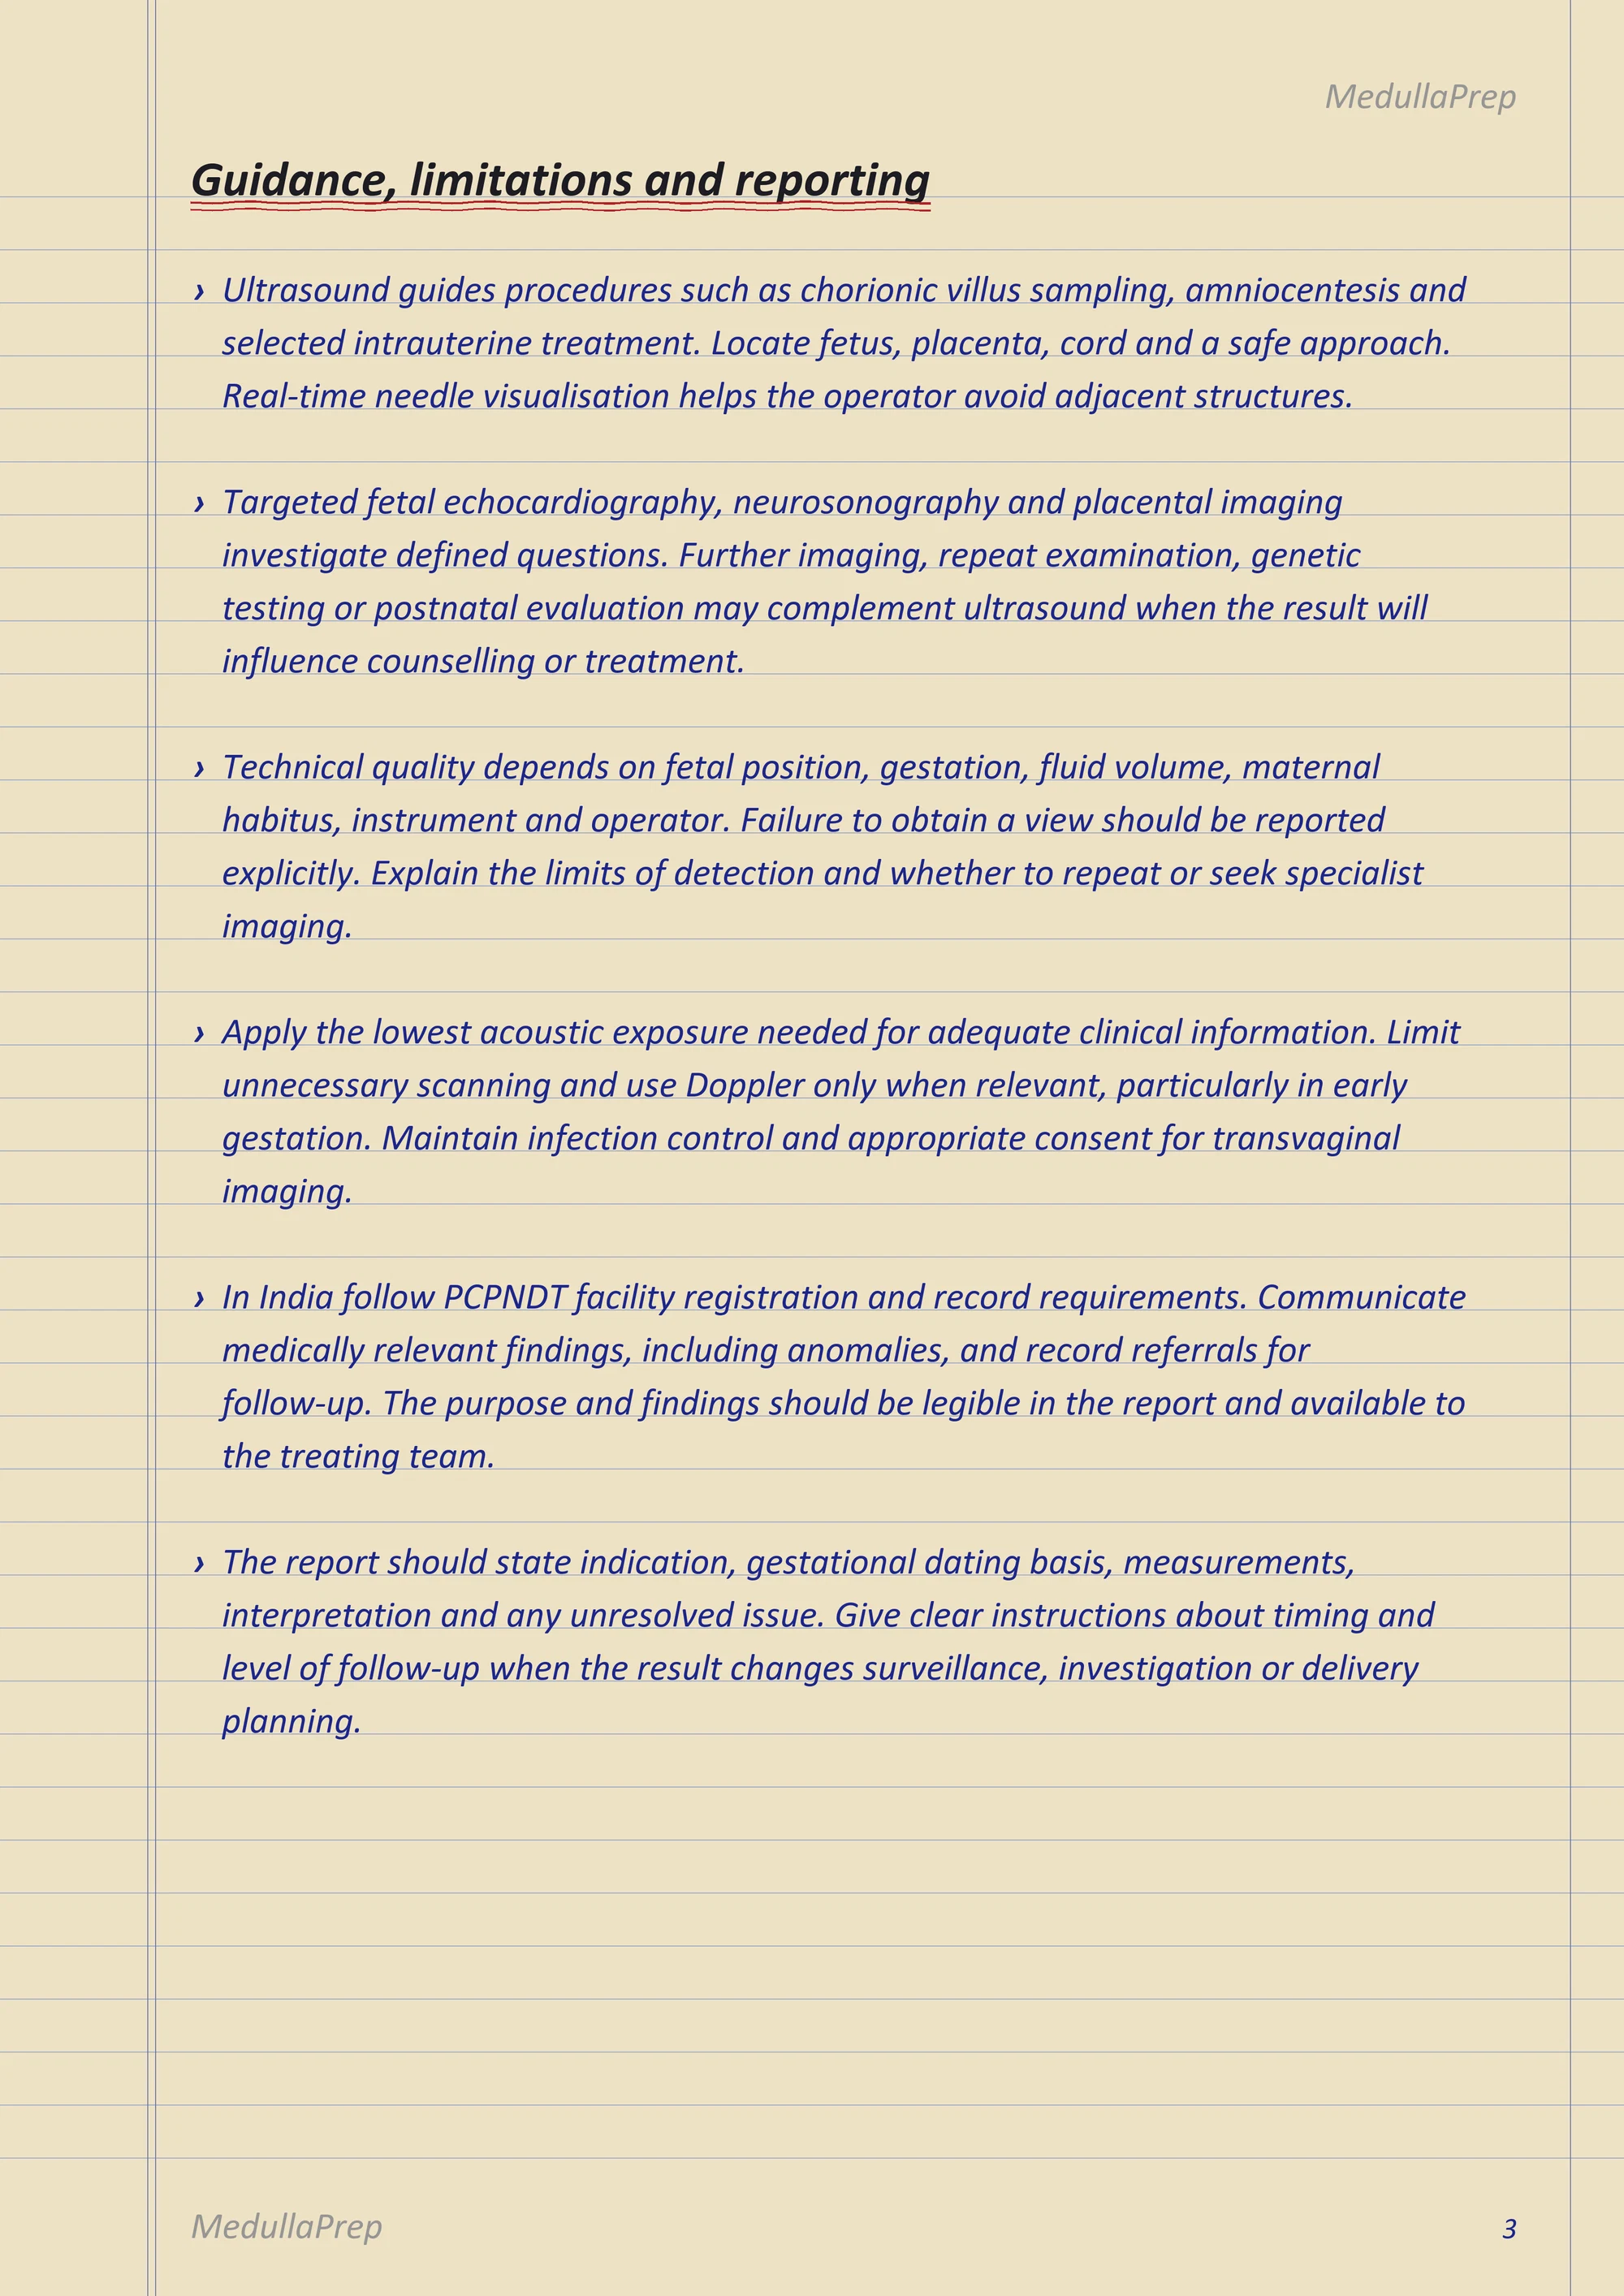 MedullaPrep
Guidance, limitations and reporting
› Ultrasound guides procedures such as chorionic villus sampling, amniocentesis and
selected intrauterine treatment. Locate fetus, placenta, cord and a safe approach.
Real-time needle visualisation helps the operator avoid adjacent structures.
› Targeted fetal echocardiography, neurosonography and placental imaging
investigate defined questions. Further imaging, repeat examination, genetic
testing or postnatal evaluation may complement ultrasound when the result will
influence counselling or treatment.
› Technical quality depends on fetal position, gestation, fluid volume, maternal
habitus, instrument and operator. Failure to obtain a view should be reported
explicitly. Explain the limits of detection and whether to repeat or seek specialist
imaging.
› Apply the lowest acoustic exposure needed for adequate clinical information. Limit
unnecessary scanning and use Doppler only when relevant, particularly in early
gestation. Maintain infection control and appropriate consent for transvaginal
imaging.
› In India follow PCPNDT facility registration and record requirements. Communicate
medically relevant findings, including anomalies, and record referrals for
follow-up. The purpose and findings should be legible in the report and available to
the treating team.
› The report should state indication, gestational dating basis, measurements,
interpretation and any unresolved issue. Give clear instructions about timing and
level of follow-up when the result changes surveillance, investigation or delivery
planning.
MedullaPrep
3